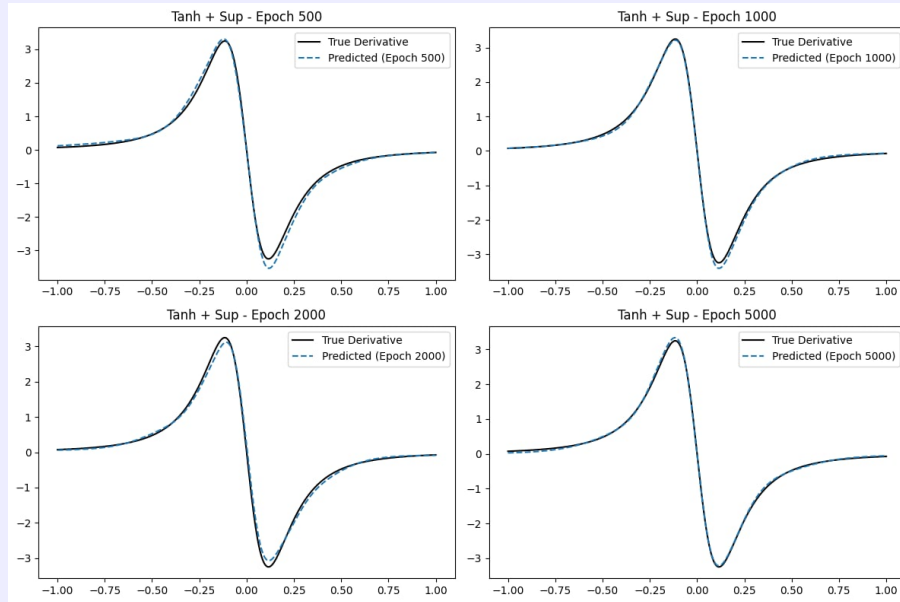 Tanh + Sup - Epoch 500
True Derivative
Predicted (Epoch 500)
3
2
1
0
−1
−2
−3
−1.00 −0.75 −0.50 −0.25 0.00 0.25 0.50 0.75 1.00
Tanh + Sup - Epoch 1000
True Derivative
Predicted (Epoch 1000)
3
2
1
0
−1
−2
−3
−1.00 −0.75 −0.50 −0.25 0.00 0.25 0.50 0.75 1.00
Tanh + Sup - Epoch 2000
True Derivative
Predicted (Epoch 2000)
3
2
1
0
−1
−2
−3
−1.00 −0.75 −0.50 −0.25 0.00 0.25 0.50 0.75 1.00
Tanh + Sup - Epoch 5000
True Derivative
Predicted (Epoch 5000)
3
2
1
0
−1
−2
−3
−1.00 −0.75 −0.50 −0.25 0.00 0.25 0.50 0.75 1.00